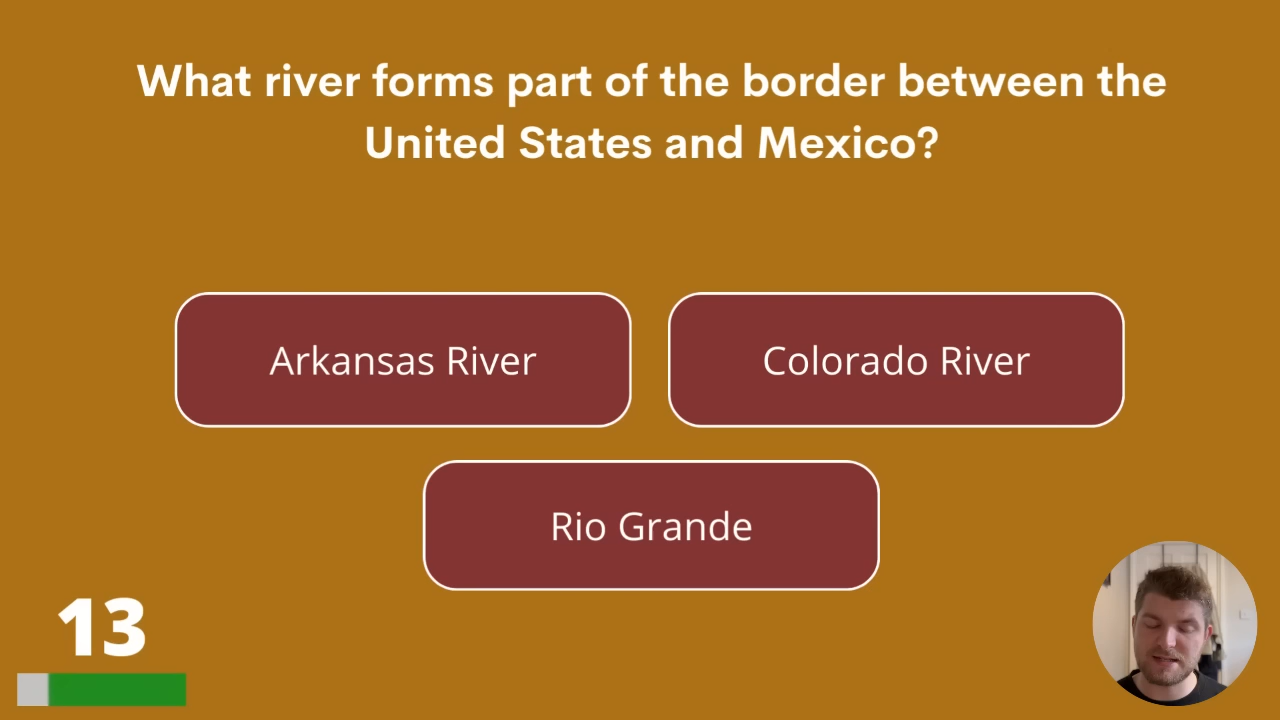 What river forms part of the border between the
United States and Mexico?
Arkansas River
Colorado River
Rio Grande
13